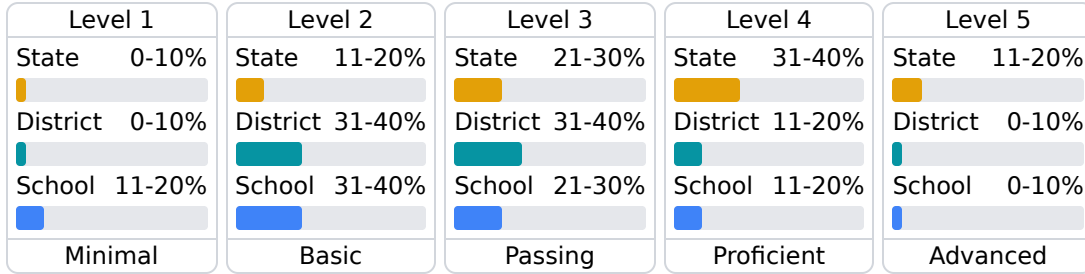 Level 1
State 0-10%
District 0-10%
School 11-20%
Minimal
Level 2
State 11-20%
District 31-40%
School 31-40%
Basic
Level 3
State 21-30%
District 31-40%
School 21-30%
Passing
Level 4
State 31-40%
District 11-20%
School 11-20%
Proficient
Level 5
State 11-20%
District 0-10%
School 0-10%
Advanced